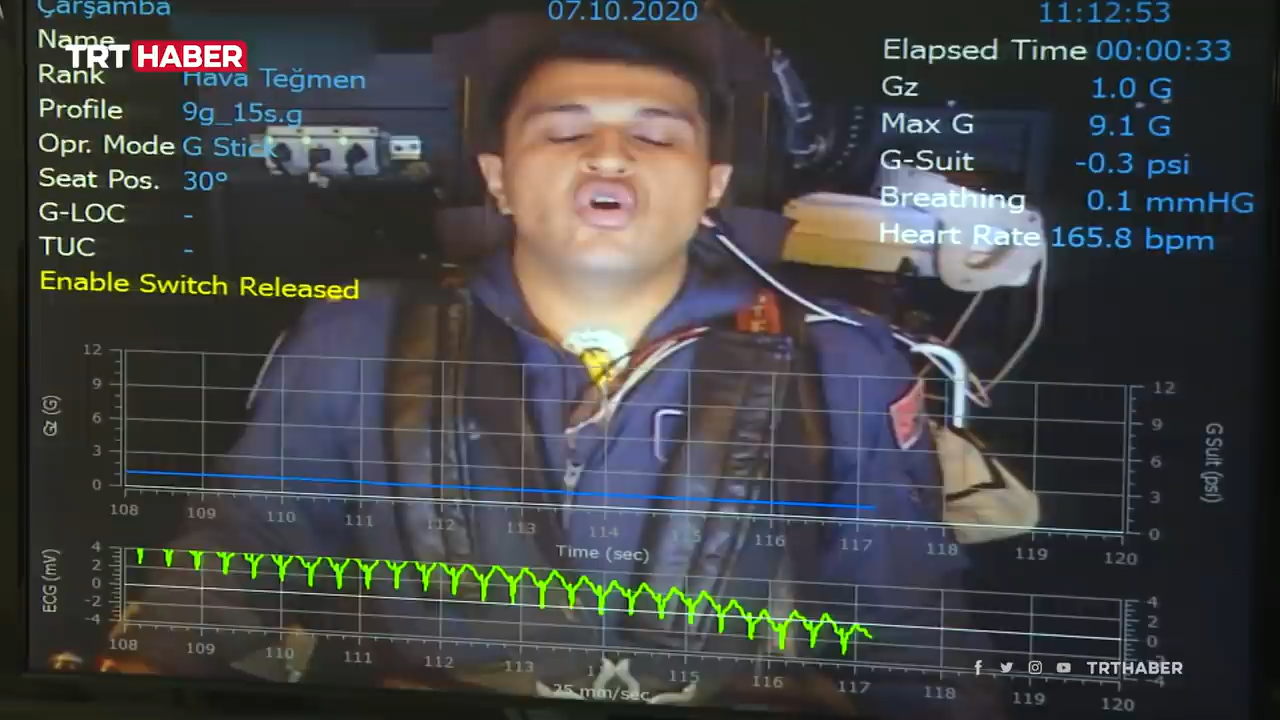 Çarşamba 07.10.2020 11:12:53
Name
TRT HABER
Rank Hava Teğmen
Profile 9g_15s.g
Opr. Mode G Stick
Seat Pos. 30°
G-LOC -
TUC -
Enable Switch Released
Elapsed Time 00:00:33
Gz 1.0 G
Max G 9.1 G
G-Suit -0.3 psi
Breathing 0.1 mmHG
Heart Rate 165.8 bpm
Gz (G)
12
9
6
3
0
108 109 110 111 112 113 114 115 116 117 118 119 120
Time (sec)
12
9
6
3
0
G Suit (psi)
ECG (mV)
4
2
0
-2
-4
4
2
0
-4
108 109 110 111 112 113 115 116 117 118 119 120
25 mm/sec
TRTHABER